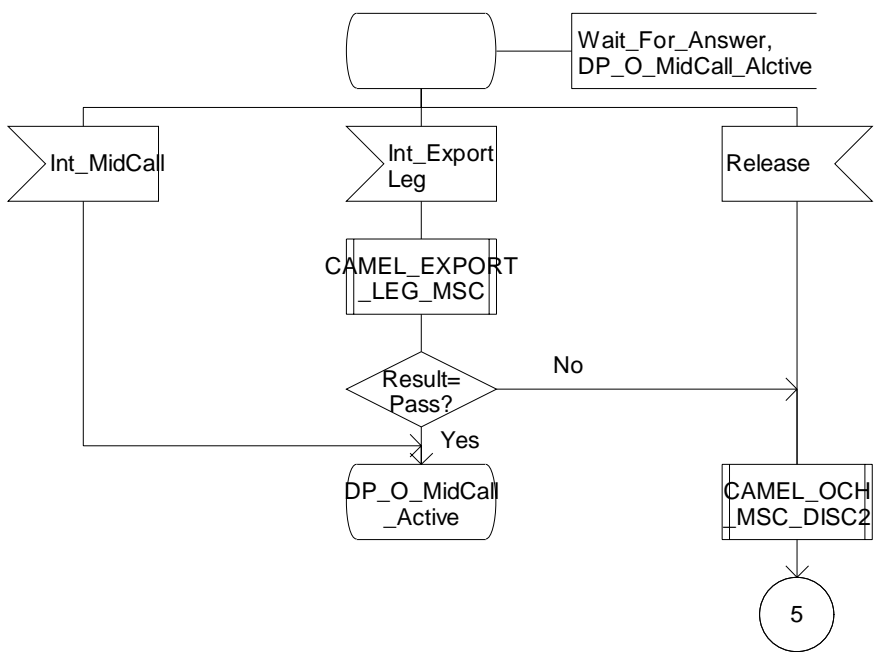 Wait_For_Answer,
DP_O_MidCall_Alctive
Int_MidCall
Int_Export
Leg
Release
CAMEL_EXPORT
_LEG_MSC
Result=
Pass?
No
Yes
DP_O_MidCall
_Active
CAMEL_OCH
_MSC_DISC2
5